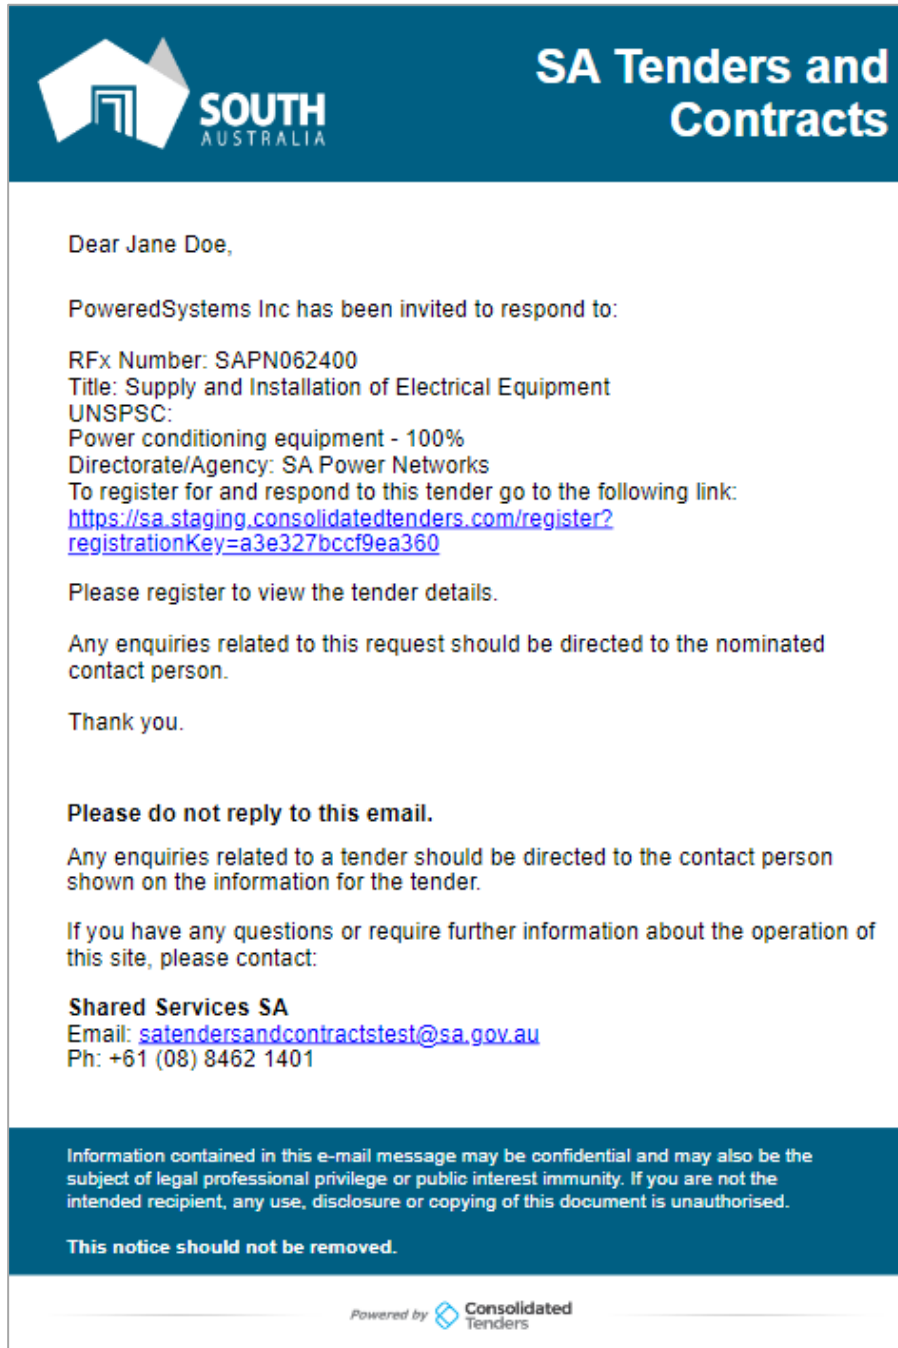 SOUTH
AUSTRALIA
SA Tenders and
Contracts
Dear Jane Doe,
PoweredSystems Inc has been invited to respond to:
RFx Number: SAPN062400
Title: Supply and Installation of Electrical Equipment
UNSPSC:
Power conditioning equipment - 100%
Directorate/Agency: SA Power Networks
To register for and respond to this tender go to the following link:
https://sa.staging.consolidatedtenders.com/register?
registrationKey=a3e327bccf9ea360
Please register to view the tender details.
Any enquiries related to this request should be directed to the nominated
contact person.
Thank you.
Please do not reply to this email.
Any enquiries related to a tender should be directed to the contact person
shown on the information for the tender.
If you have any questions or require further information about the operation of
this site, please contact:
Shared Services SA
Email: satendersandcontractstest@sa.gov.au
Ph: +61 (08) 8462 1401
Information contained in this e-mail message may be confidential and may also be the
subject of legal professional privilege or public interest immunity. If you are not the
intended recipient, any use, disclosure or copying of this document is unauthorised.
This notice should not be removed.
Powered by Consolidated
Tenders